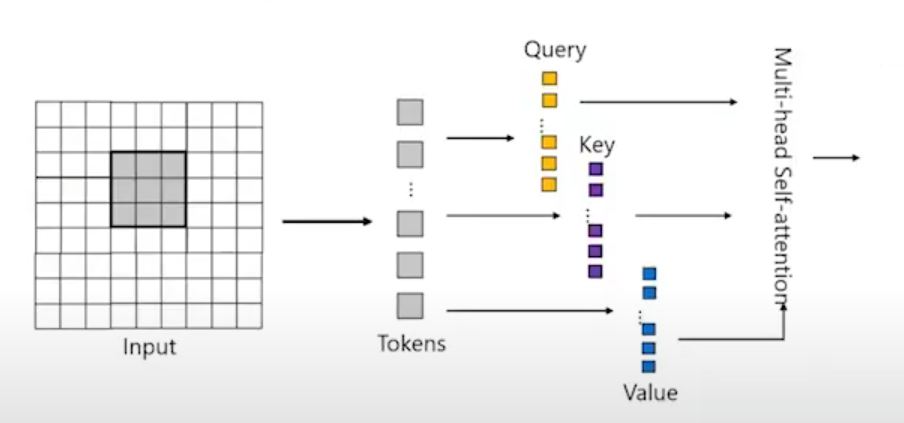 Query
Key
Multi-head Self-attention
Input
Tokens
Value